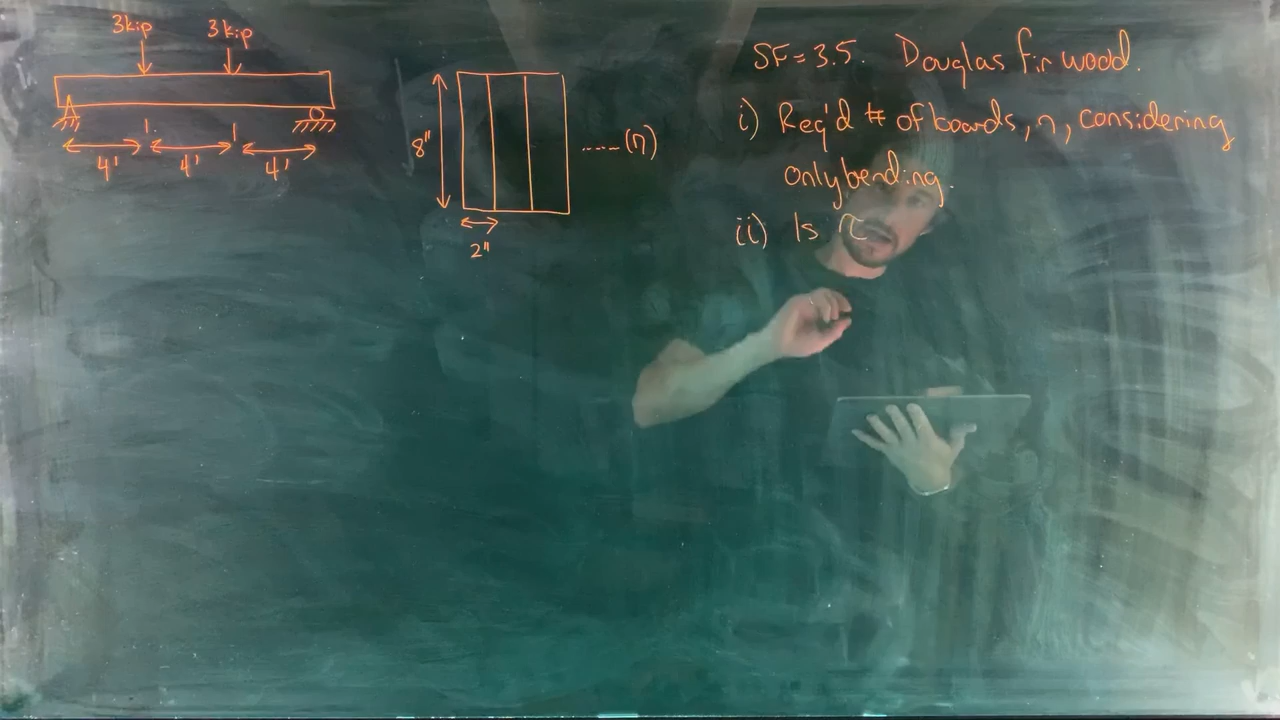 3kip 3kip
4' 4' 4'
8"
.....(n)
2"
SF=3.5. Douglas fir wood.
i) Req'd # of boards, n, considering
only bending.
ii) Is τ